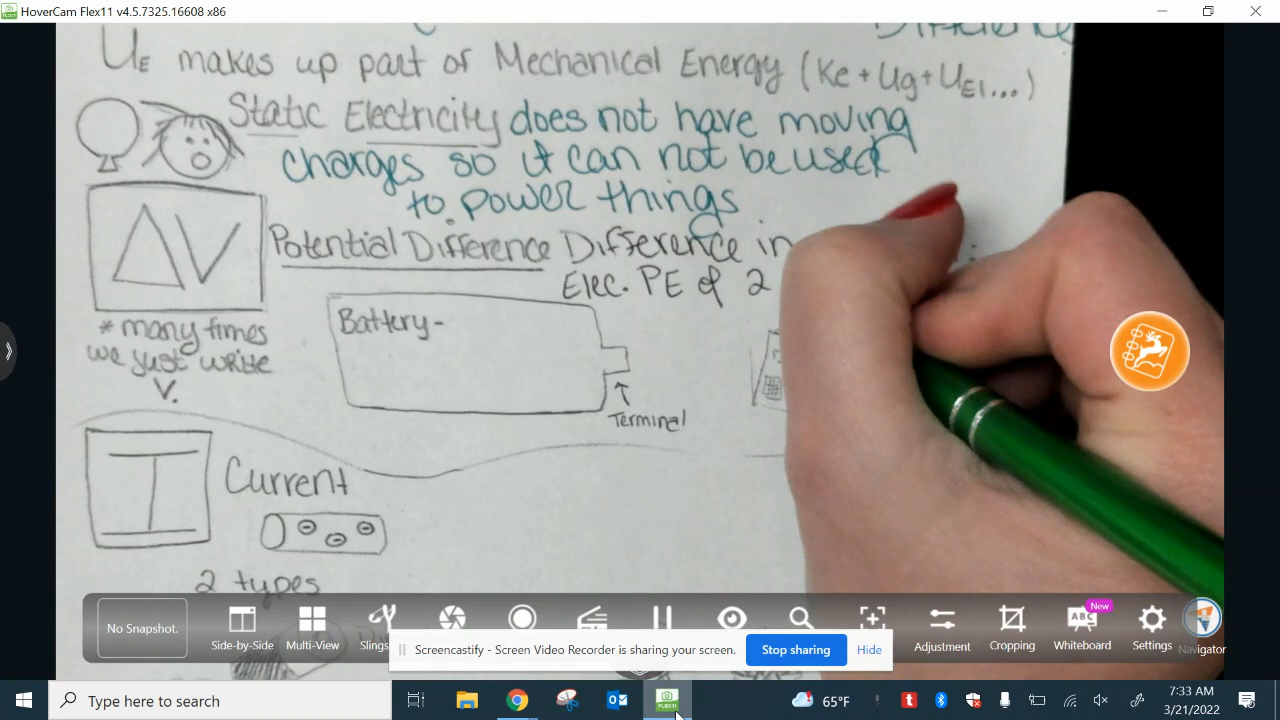 HoverCam Flex11 v4.5.7325.16608 x86
Difference
UE makes up part of Mechanical Energy (Ke + Ug + UEl...)
Static Electricity does not have moving
charges so it can not be used
to power things
ΔV
Potential Difference Difference in
Elec. PE of 2
* many times
we just write
V.
Battery-
Terminal
I
Current
2 types
No Snapshot.
Side-by-Side
Multi-View
Slings
Adjustment
Cropping
ABC
New
Whiteboard
Settings
Navigator
Screencastify - Screen Video Recorder is sharing your screen.
Stop sharing
Hide
Type here to search
FLEX11
65°F
7:33 AM
3/21/2022